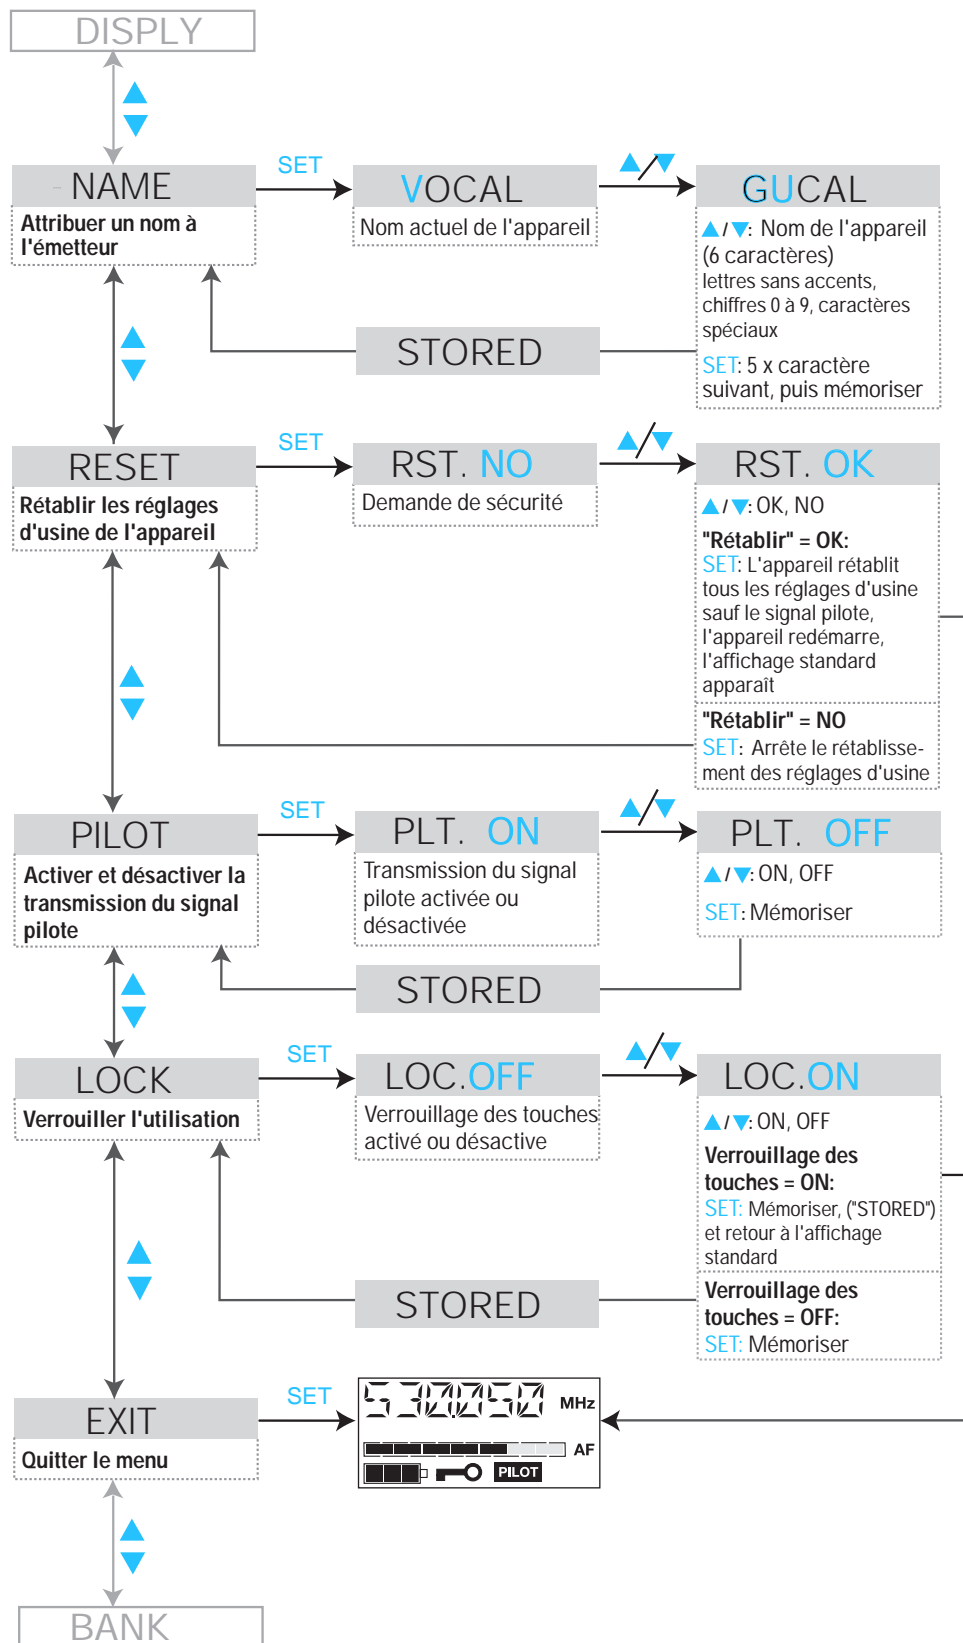 DISPLY
NAME
SET
VOCAL
GUCAL
Attribuer un nom à
l'émetteur
Nom actuel de l'appareil
/ : Nom de l'appareil
(6 caractères)
lettres sans accents,
chiffres 0 à 9, caractères
spéciaux
SET: 5 x caractère
suivant, puis mémoriser
STORED
RESET
SET
RST. NO
RST. OK
Rétablir les réglages
d'usine de l'appareil
Demande de sécurité
/ : OK, NO
"Rétablir" = OK:
SET: L'appareil rétablit
tous les réglages d'usine
sauf le signal pilote,
l'appareil redémarre,
l'affichage standard
apparaît
"Rétablir" = NO
SET: Arrête le rétablisse-
ment des réglages d'usine
PILOT
SET
PLT. ON
PLT. OFF
Activer et désactiver la
transmission du signal
pilote
Transmission du signal
pilote activée ou
désactivée
/ : ON, OFF
SET: Mémoriser
STORED
LOCK
SET
LOC.OFF
LOC.ON
Verrouiller l'utilisation
Verrouillage des touches
activé ou désactive
/ : ON, OFF
Verrouillage des
touches = ON:
SET: Mémoriser, ("STORED")
et retour à l'affichage
standard
Verrouillage des
touches = OFF:
SET: Mémoriser
STORED
EXIT
SET
530.050 MHz
AF
PILOT
Quitter le menu
BANK